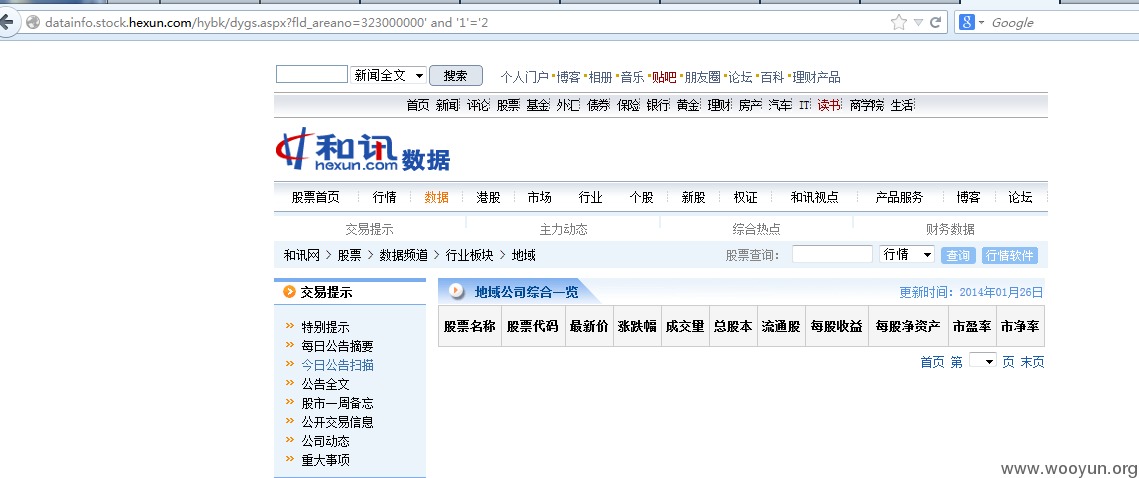 datainfo.stock.hexun.com/hybk/dygs.aspx?fld_areano=323000000' and '1'='2
Google
新闻全文 搜索 个人门户 博客 相册 音乐 贴吧 朋友圈 论坛 百科 理财产品
首页 新闻 评论 股票 基金 外汇 债券 保险 银行 黄金 理财 房产 汽车 IT 读书 商学院 生活
和讯 数据
hexun.com
股票首页 行情 数据 港股 市场 行业 个股 新股 权证 和讯视点 产品服务 博客 论坛
交易提示 主力动态 综合热点 财务数据
和讯网 > 股票 > 数据频道 > 行业板块 > 地域 股票查询: 行情 查询 行情软件
交易提示
特别提示
每日公告摘要
今日公告扫描
公告全文
股市一周备忘
公开交易信息
公司动态
重大事项
地域公司综合一览 更新时间: 2014年01月26日
股票名称 股票代码 最新价 涨跌幅 成交量 总股本 流通股 每股收益 每股净资产 市盈率 市净率
首页 第 页 末页
www.wooyun.org